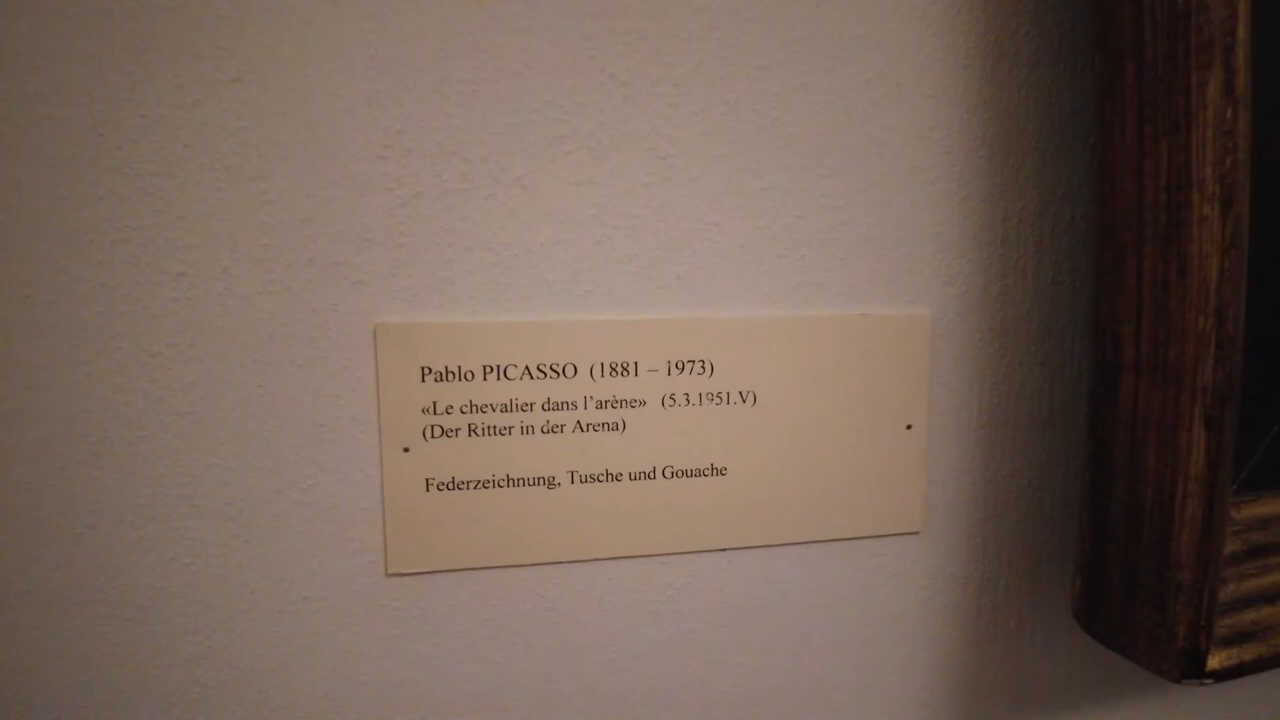 Pablo PICASSO (1881 – 1973)
«Le chevalier dans l'arène» (5.3.1951.V)
(Der Ritter in der Arena)
Federzeichnung, Tusche und Gouache